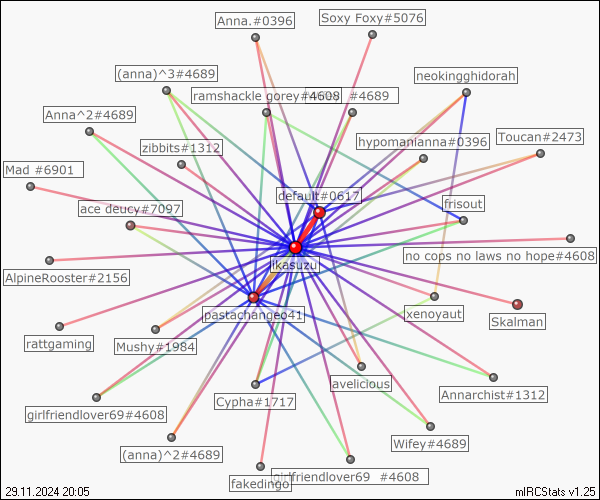 Anna.#0396
Soxy Foxy#5076
(anna)^3#4689
neokingghidorah
ramshackle gorey#4608
#4689
Anna^2#4689
zibbits#1312
hypomanianna#0396
Toucan#2473
Mad #6901
default#0617
ace deucy#7097
frisout
no cops no laws no hope#4608
ikasuzu
AlpineRooster#2156
pastachangeo41
xenoyaut
Skalman
rattgaming
Mushy#1984
avelicious
Annarchist#1312
Cypha#1717
girlfriendlover69#4608
Wifey#4689
(anna)^2#4689
fakedingo
girlfriendlover69 #4608
29.11.2024 20:05
mIRCStats v1.25